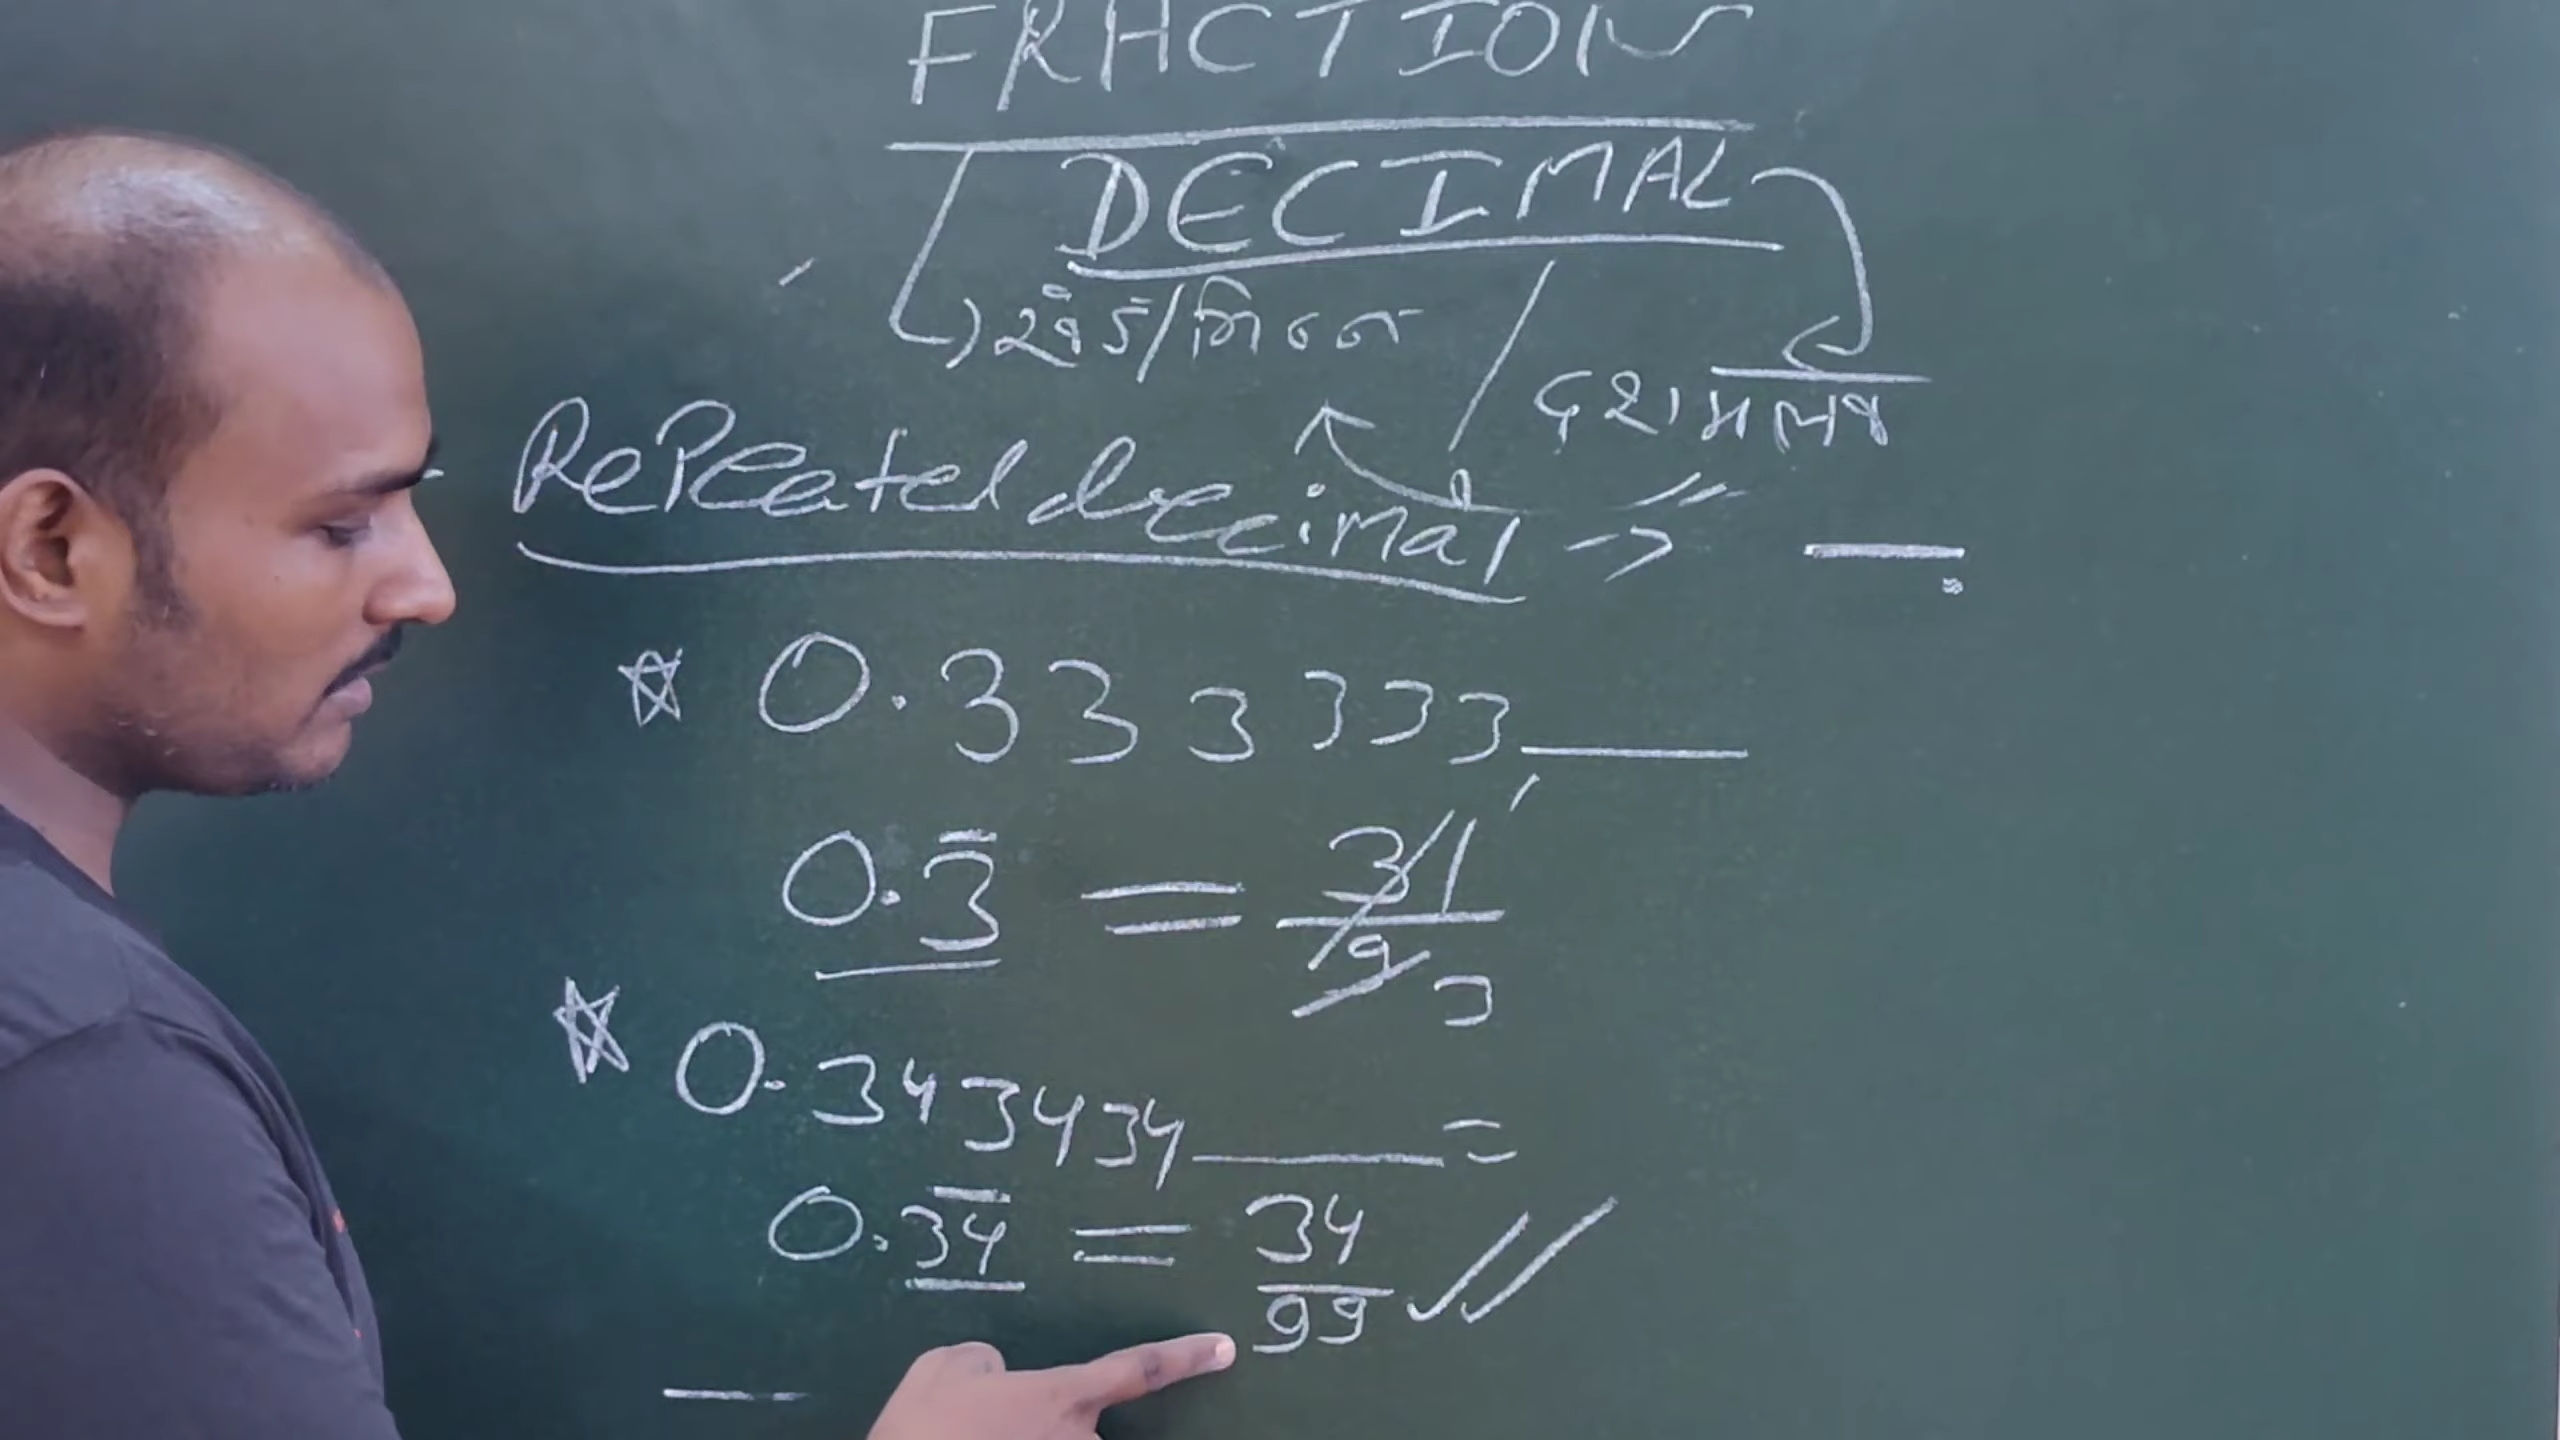 FRACTION
DECIMAL
भिन्न
दशमलव
Repeated decimal →
☆ 0.333333
0.3̅ = 3/9 1/3
☆ 0.343434 =
0.3̅4̅ = 34/99